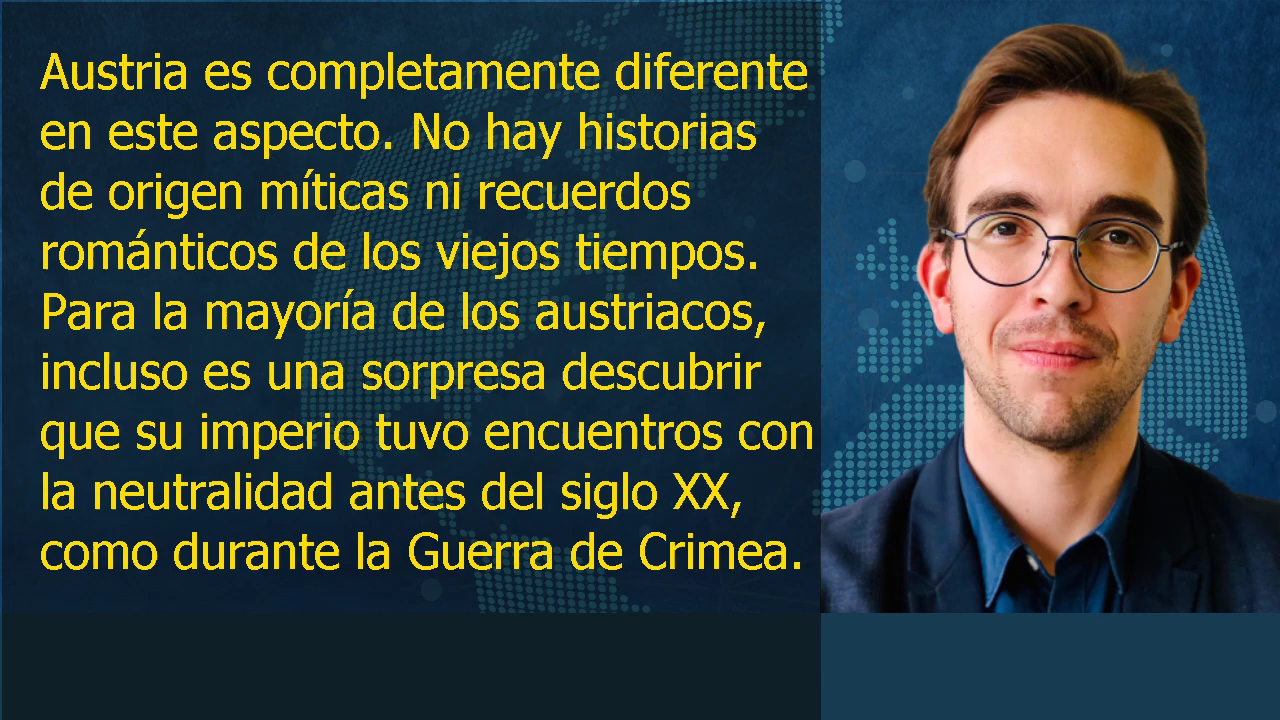 Austria es completamente diferente
en este aspecto. No hay historias
de origen míticas ni recuerdos
románticos de los viejos tiempos.
Para la mayoría de los austriacos,
incluso es una sorpresa descubrir
que su imperio tuvo encuentros con
la neutralidad antes del siglo XX,
como durante la Guerra de Crimea.